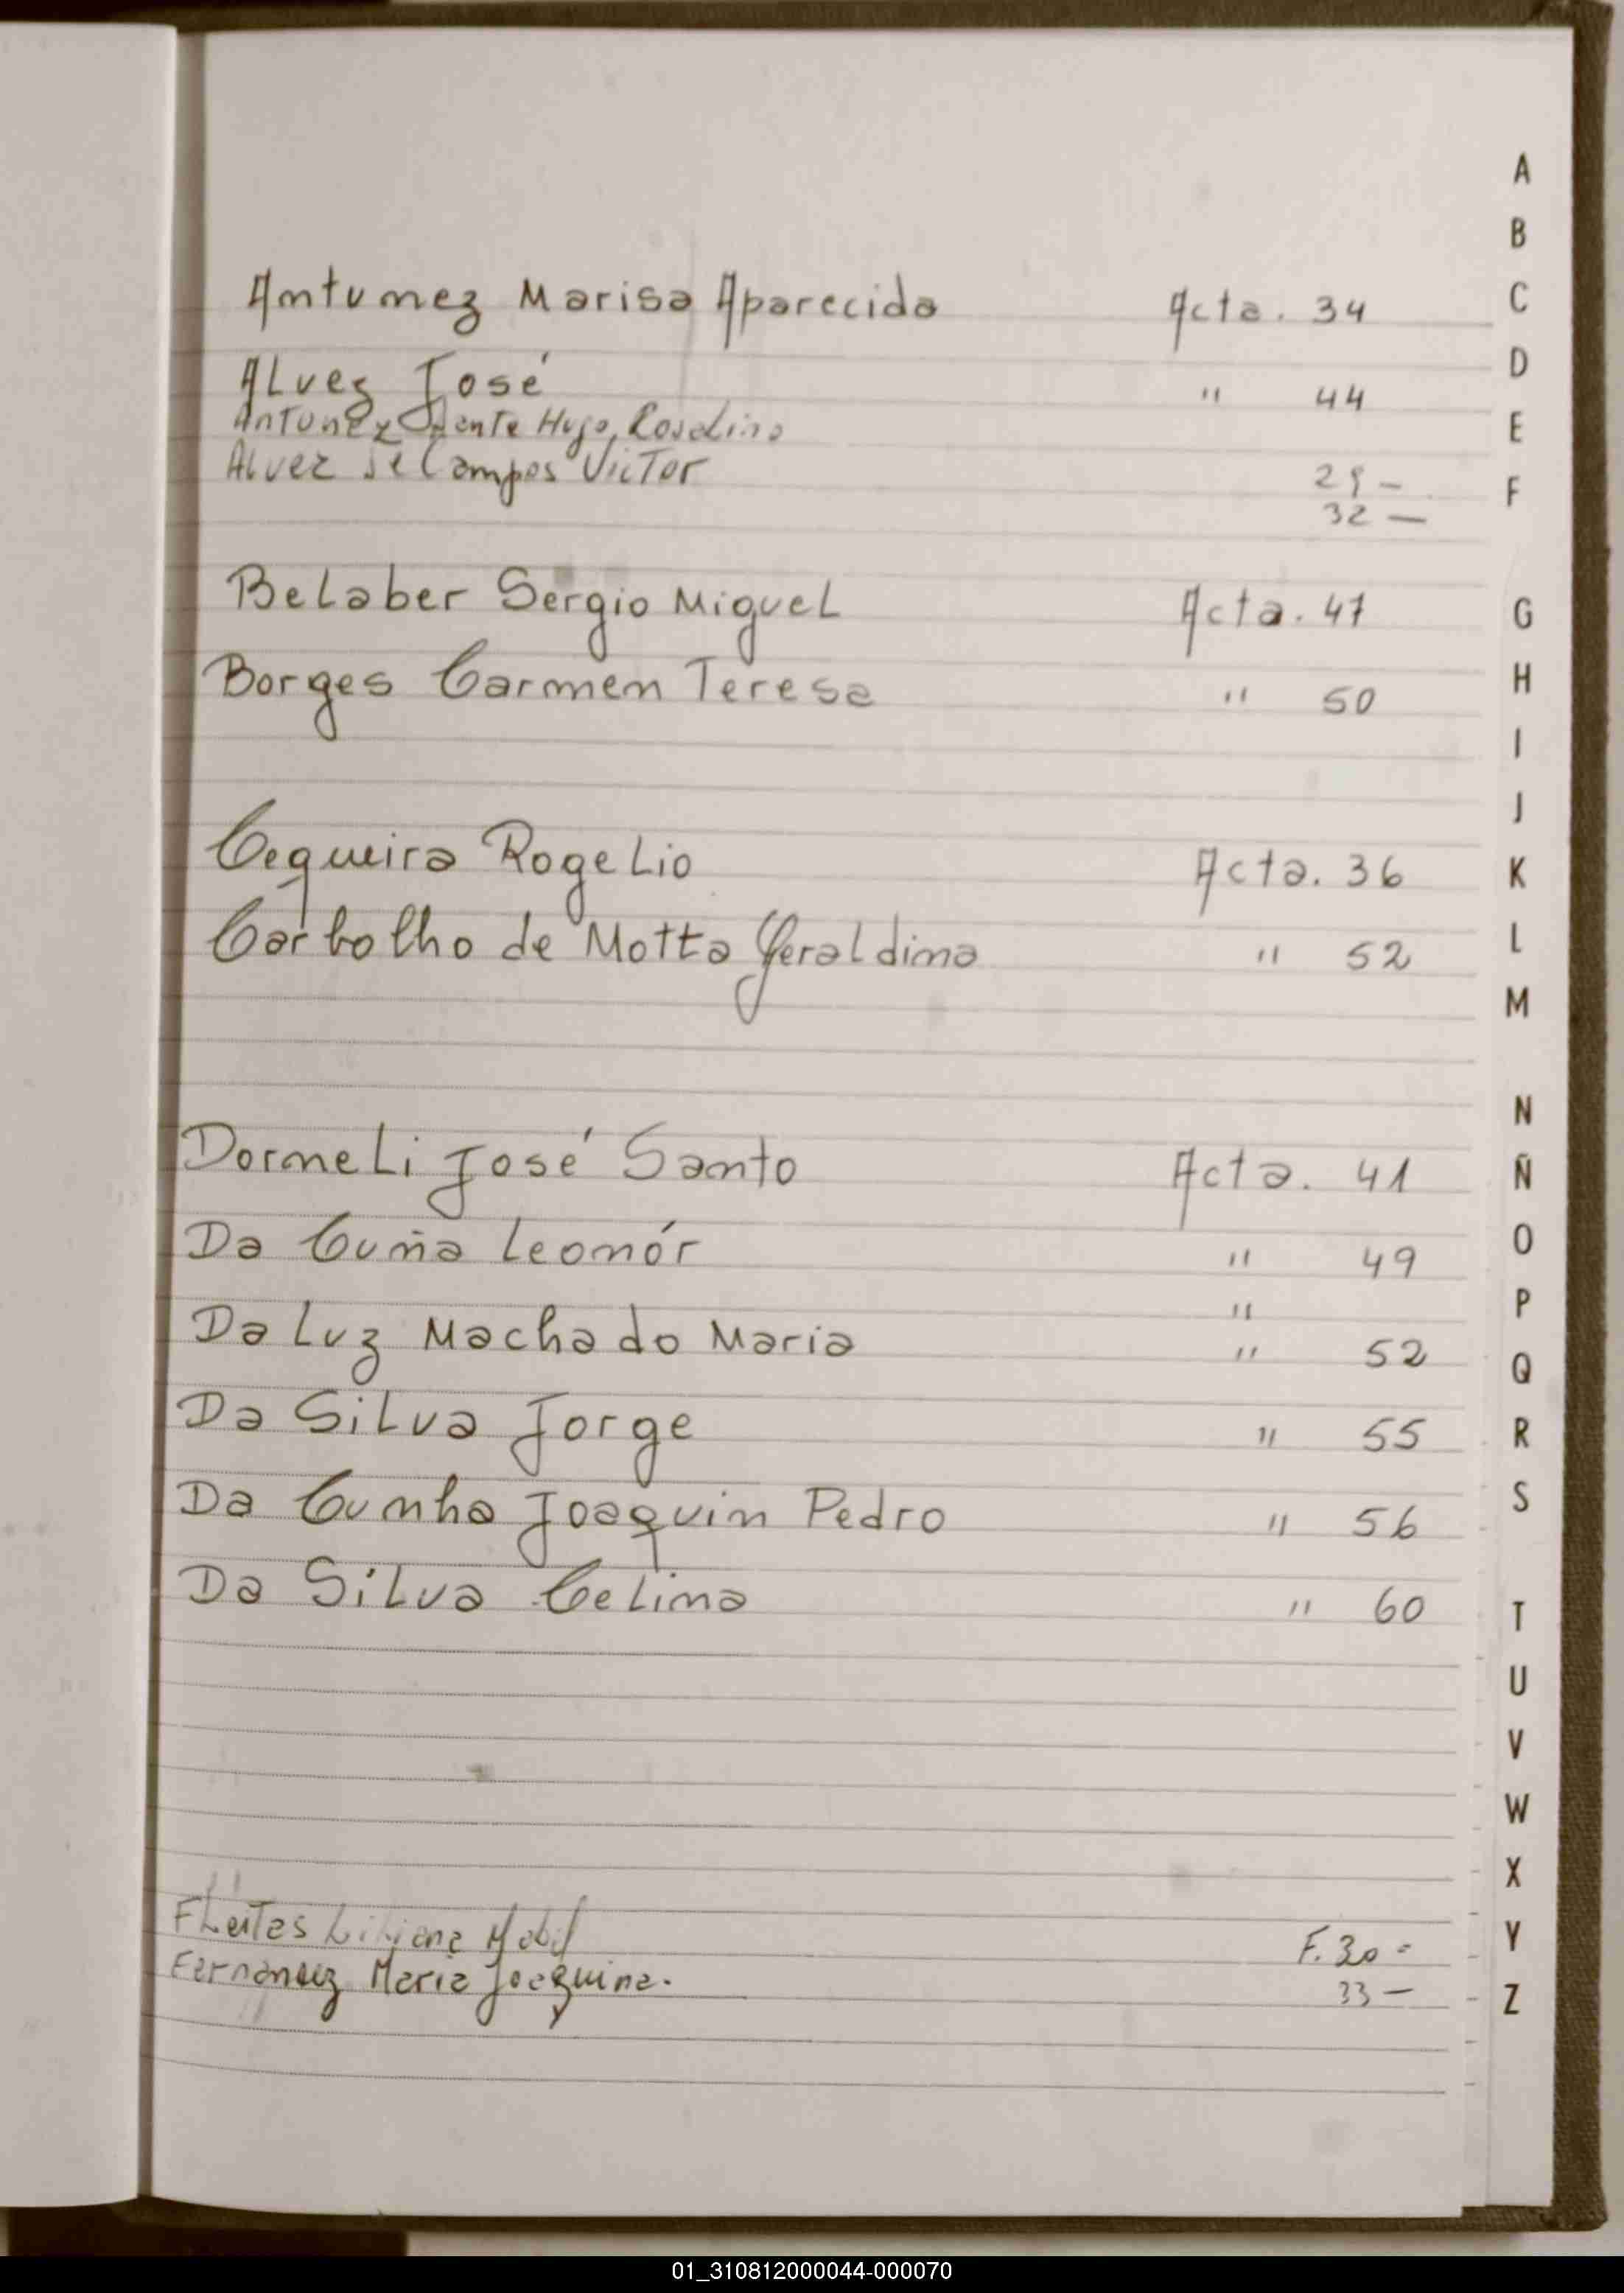 Antunez Marisa Aparecida Acta. 34
ALvez José " 44
Antunez Dente Hugo, Roselino
ALvez de Campos Victor 29 -
32 —
BeLaber Sergio MigueL Acta. 47
Borges Carmen Teresa " 50
Cequeira RogeLio Acta. 36
Carbalho de Motta Geraldina " 52
DorneLi José Santo Acta. 41
Da Cuña Leonór " 49
"
Da Luz Machado Maria " 52
Da SiLva Jorge " 55
Da Cunha Joaquin Pedro " 56
Da SiLva CeLina " 60
FLeitas Liliana Mabel F. 30 =
Fernandez Maria Joaquina. 33 —
A
B
C
D
E
F
G
H
I
J
K
L
M
N
Ñ
O
P
Q
R
S
T
U
V
W
X
Y
Z
01_310812000044-000070